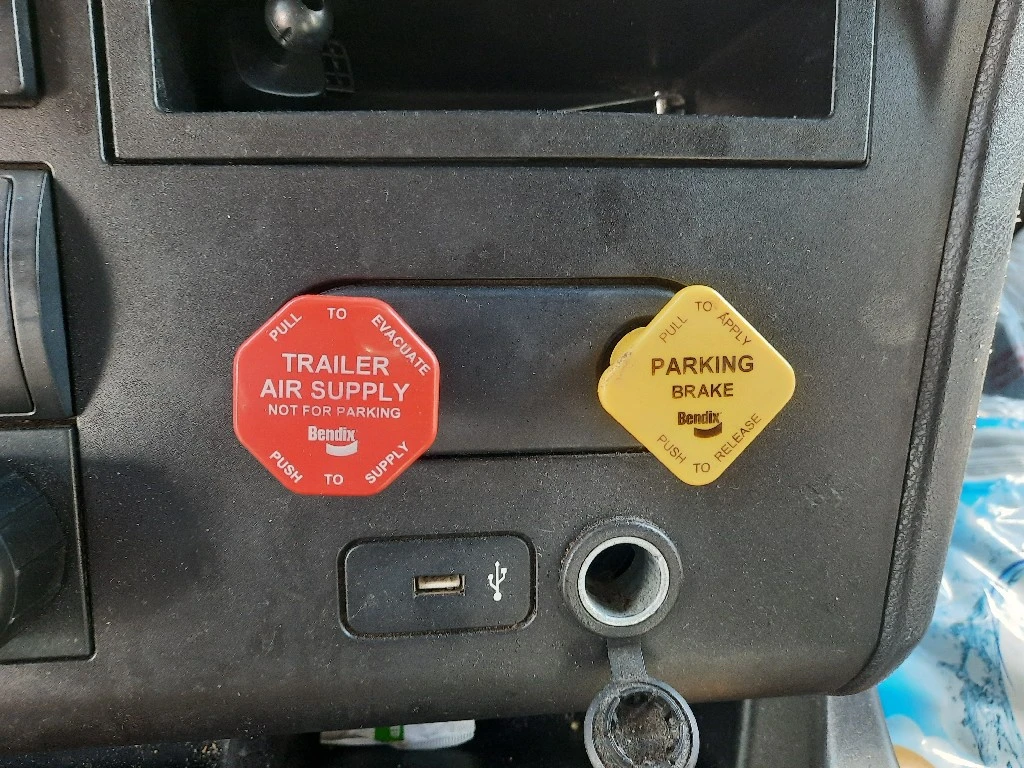 PULL TO EVACUATE
TRAILER
AIR SUPPLY
NOT FOR PARKING
Bendix
PUSH TO SUPPLY
PULL TO APPLY
PARKING
BRAKE
Bendix
PUSH TO RELEASE